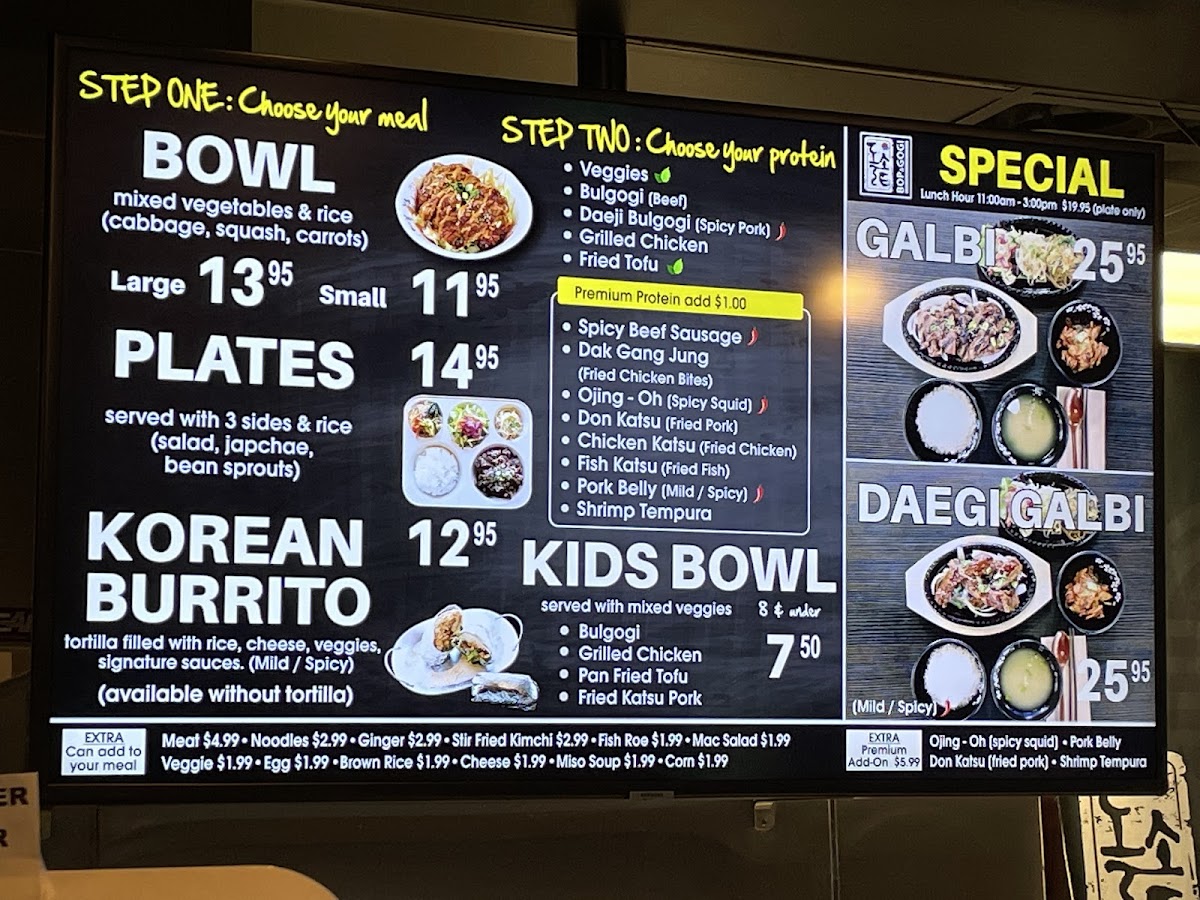 STEP ONE: Choose your meal
BOWL
mixed vegetables & rice
(cabbage, squash, carrots)
Large 13 95 Small 11 95
PLATES 14 95
served with 3 sides & rice
(salad, japchae,
bean sprouts)
KOREAN 12 95
BURRITO
tortilla filled with rice, cheese, veggies,
signature sauces. (Mild / Spicy)
(available without tortilla)
STEP TWO: Choose your protein
• Veggies
• Bulgogi (Beef)
• Daeji Bulgogi (Spicy Pork)
• Grilled Chicken
• Fried Tofu
Premium Protein add $1.00
• Spicy Beef Sausage
• Dak Gang Jung
(Fried Chicken Bites)
• Ojing - Oh (Spicy Squid)
• Don Katsu (Fried Pork)
• Chicken Katsu (Fried Chicken)
• Fish Katsu (Fried Fish)
• Pork Belly (Mild / Spicy)
• Shrimp Tempura
KIDS BOWL
served with mixed veggies 8 & under
• Bulgogi
• Grilled Chicken
• Pan Fried Tofu
• Fried Katsu Pork
7 50
BOP & GOGI
SPECIAL
Lunch Hour 11:00am - 3:00pm $19.95 (plate only)
GALBI 25 95
DAEGI GALBI
25 95
(Mild / Spicy)
EXTRA
Can add to
your meal
Meat $4.99 • Noodles $2.99 • Ginger $2.99 • Stir Fried Kimchi $2.99 • Fish Roe $1.99 • Mac Salad $1.99
Veggie $1.99 • Egg $1.99 • Brown Rice $1.99 • Cheese $1.99 • Miso Soup $1.99 • Corn $1.99
EXTRA
Premium
Add-On $5.99
Ojing - Oh (spicy squid) • Pork Belly
Don Katsu (fried pork) • Shrimp Tempura